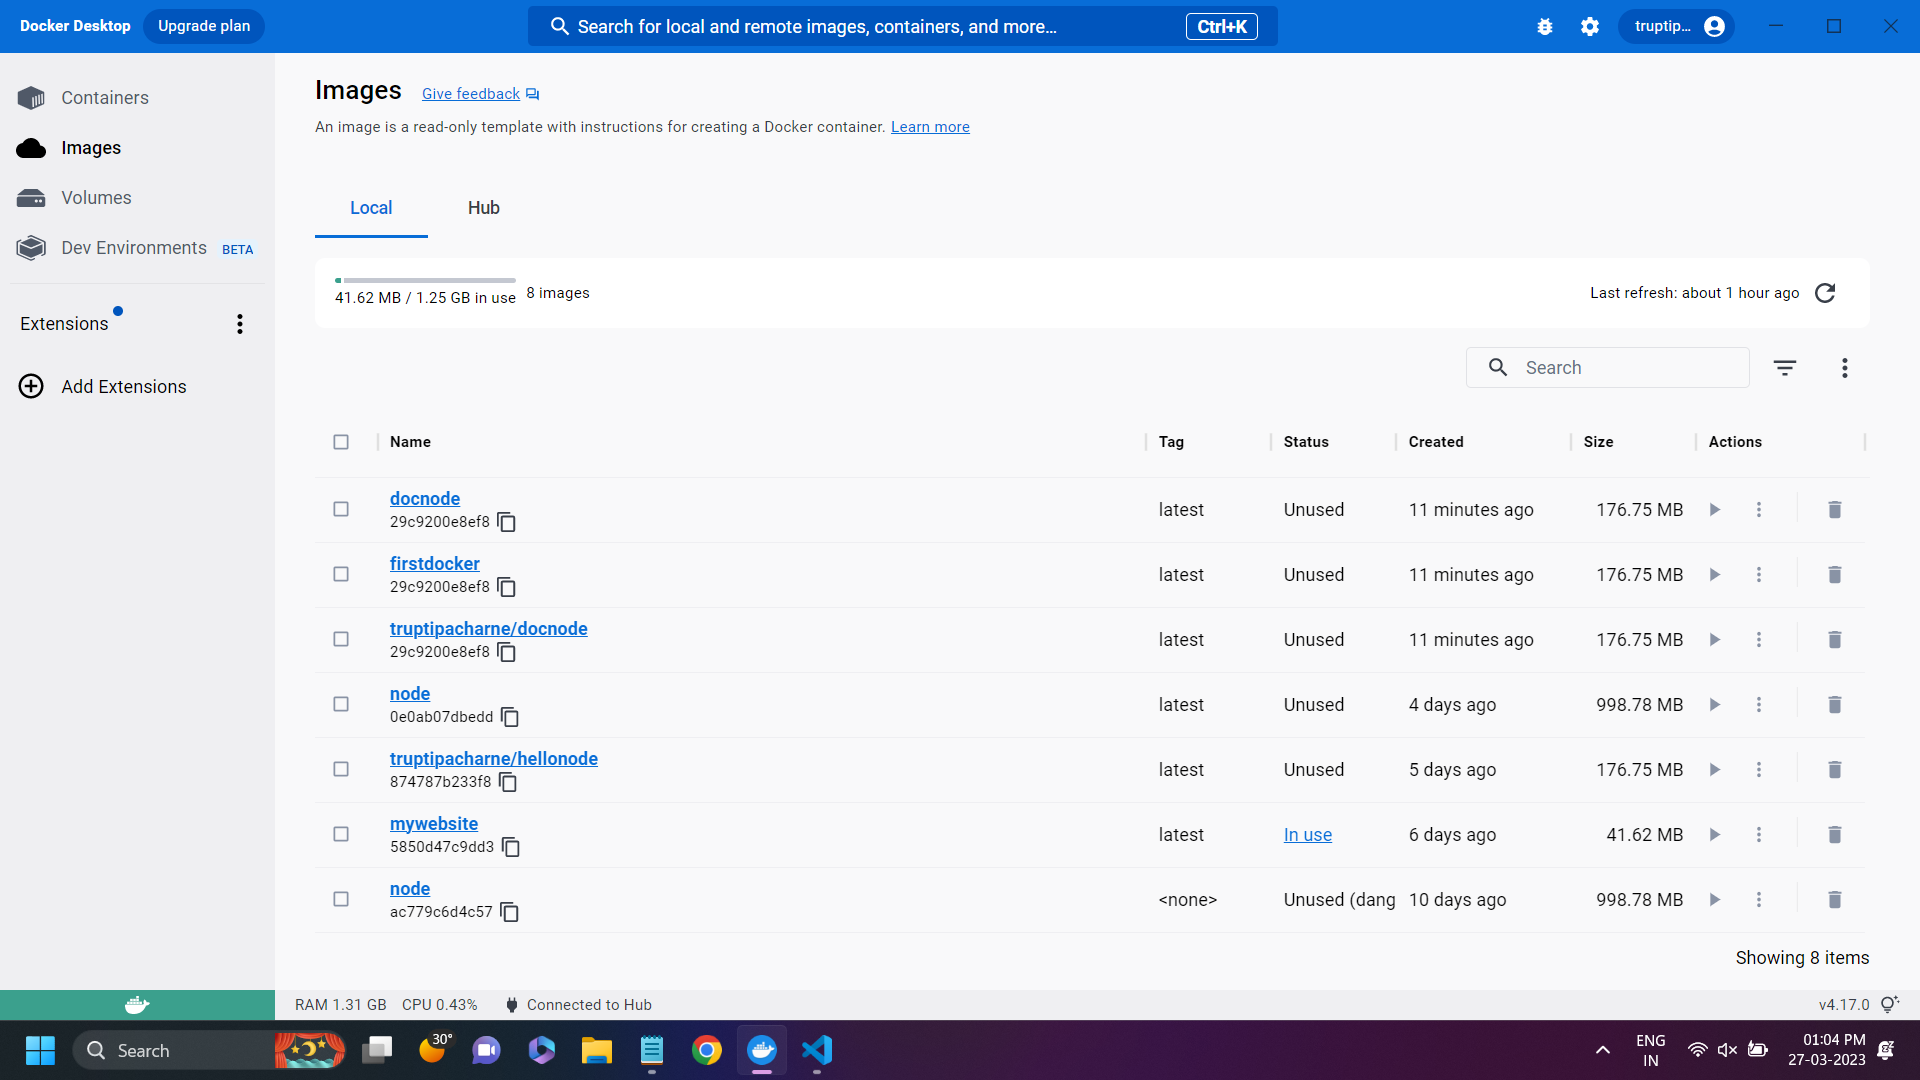 Docker Desktop Upgrade plan Search for local and remote images, containers, and more... Ctrl+K truptip...
Containers
Images
Volumes
Dev Environments BETA
Extensions
Add Extensions
Images Give feedback
An image is a read-only template with instructions for creating a Docker container. Learn more
Local Hub
41.62 MB / 1.25 GB in use 8 images Last refresh: about 1 hour ago
Search
Name Tag Status Created Size Actions
docnode
29c9200e8ef8 latest Unused 11 minutes ago 176.75 MB
firstdocker
29c9200e8ef8 latest Unused 11 minutes ago 176.75 MB
truptipacharne/docnode
29c9200e8ef8 latest Unused 11 minutes ago 176.75 MB
node
0e0ab07dbedd latest Unused 4 days ago 998.78 MB
truptipacharne/hellonode
874787b233f8 latest Unused 5 days ago 176.75 MB
mywebsite
5850d47c9dd3 latest In use 6 days ago 41.62 MB
node
ac779c6d4c57 <none> Unused (dang 10 days ago 998.78 MB
Showing 8 items
RAM 1.31 GB CPU 0.43% Connected to Hub v4.17.0
Search 30° ENG 01:04 PM
IN 27-03-2023